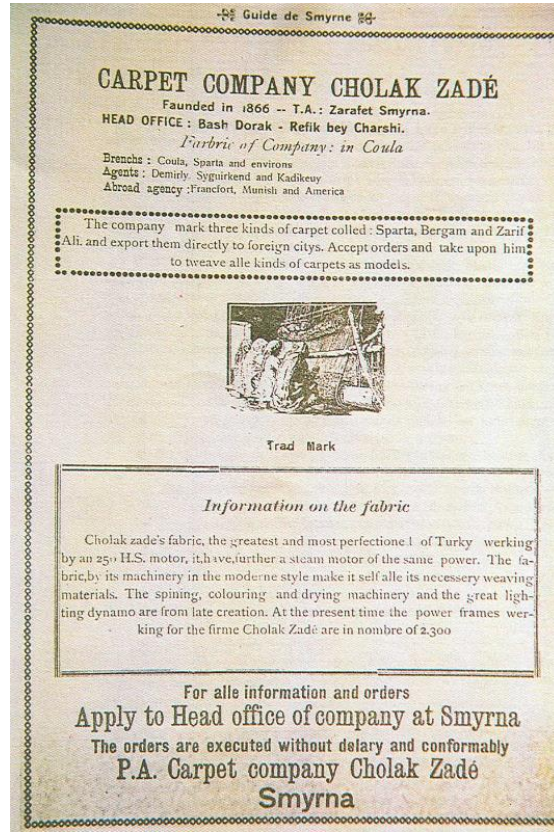 Guide de Smyrne
CARPET COMPANY CHOLAK ZADÉ
Faunded in 1866 -- T.A.: Zarafet Smyrna.
HEAD OFFICE : Bash Dorak - Refik bey Charshi.
Farbric of Company: in Coula
Brenchs : Coula, Sparta and environs
Agents : Demirly. Syguirkend and Kadikeuy
Abroad agency :Francfort, Munish and America
The company mark three kinds of carpet colled : Sparta, Bergam and Zarif
Ali. and export them directly to foreign citys. Accept orders and take upon him
to tweave alle kinds of carpets as models.
Trad Mark
Information on the fabric
Cholak zade's fabric, the greatest and most perfectione of Turky werking
by an H.S. motor, it,have,further a steam motor of the same power. The fa-
bric,by its machinery in the moderne style make it self alle its necessery weaving
materials. The spining, colouring and drying machinery and the great ligh-
ting dynamo are from late creation. At the present time the power frames wer-
king for the firme Cholak Zadé are in nombre of 2.300
For alle information and orders
Apply to Head office of company at Smyrna
The orders are executed without delary and conformably
P.A. Carpet company Cholak Zadé
Smyrna